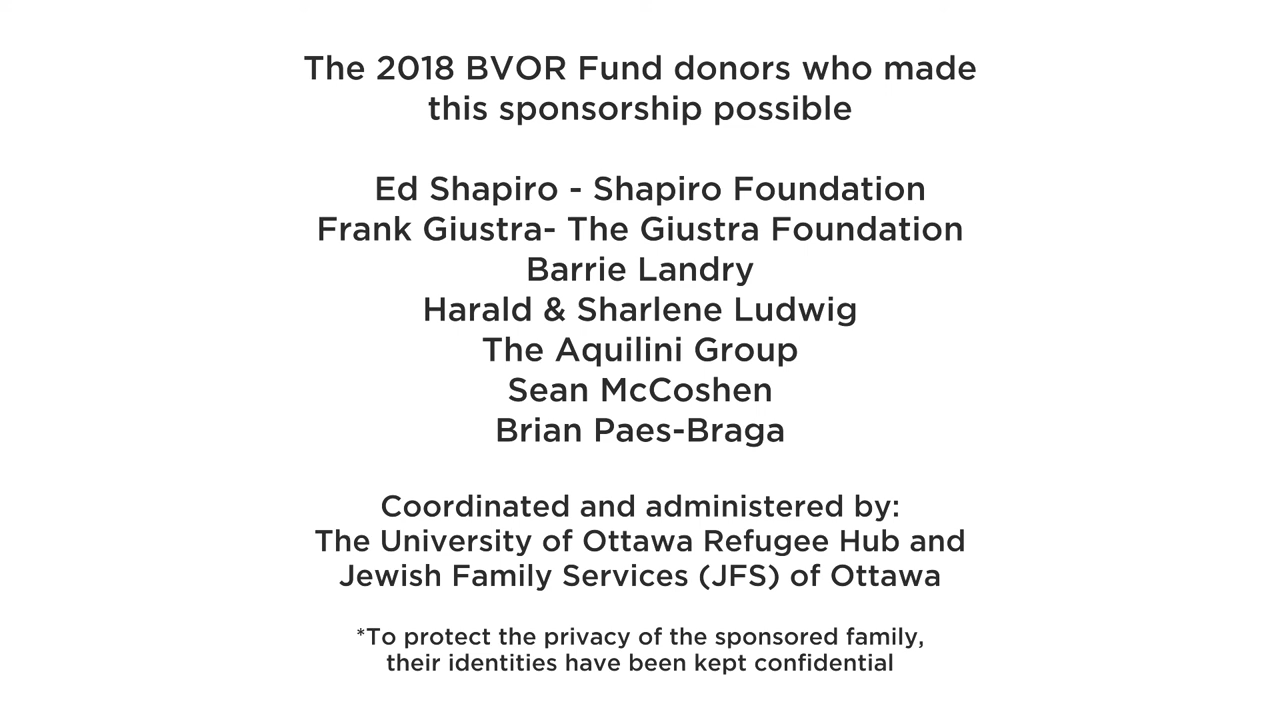 The 2018 BVOR Fund donors who made
this sponsorship possible
Ed Shapiro - Shapiro Foundation
Frank Giustra- The Giustra Foundation
Barrie Landry
Harald & Sharlene Ludwig
The Aquilini Group
Sean McCoshen
Brian Paes-Braga
Coordinated and administered by:
The University of Ottawa Refugee Hub and
Jewish Family Services (JFS) of Ottawa
*To protect the privacy of the sponsored family,
their identities have been kept confidential